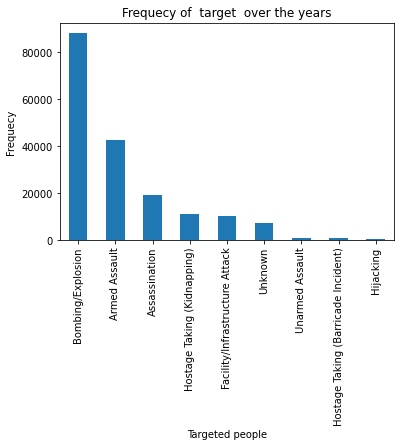 Frequecy of  target  over the years
80000
60000
40000
20000
0
Frequecy
Bombing/Explosion
Armed Assault
Assassination
Hostage Taking (Kidnapping)
Facility/Infrastructure Attack
Unknown
Unarmed Assault
Hostage Taking (Barricade Incident)
Hijacking
Targeted people